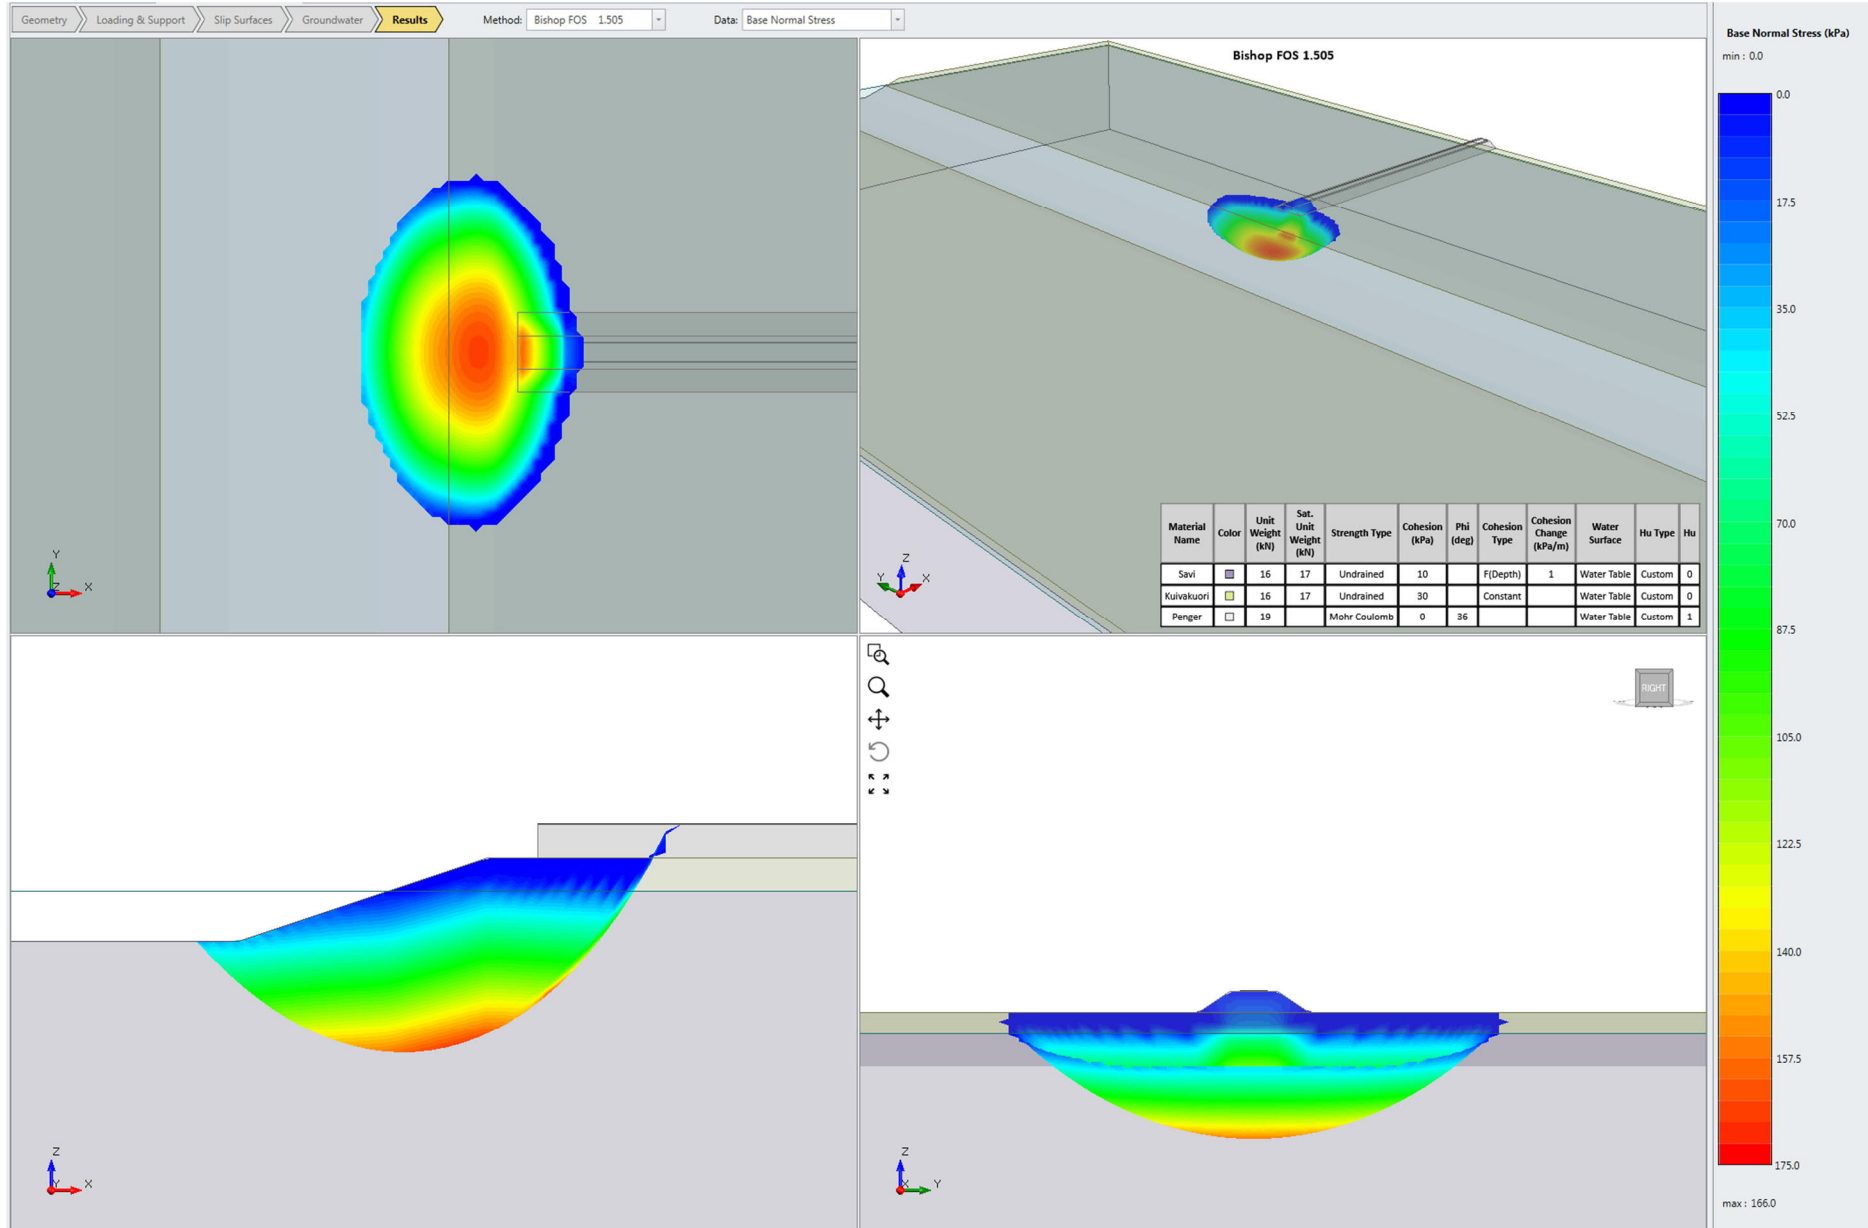 Geometry Loading & Support Slip Surfaces Groundwater Results Method: Bishop FOS 1.505 Data: Base Normal Stress
Base Normal Stress (kPa)
min : 0.0
0.0
17.5
35.0
52.5
70.0
87.5
105.0
122.5
140.0
157.5
175.0
max : 166.0
Y
Z X
Bishop FOS 1.505
Z
Y X
Material Name Color Unit Weight (kN) Sat. Unit Weight (kN) Strength Type Cohesion (kPa) Phi (deg) Cohesion Type Cohesion Change (kPa/m) Water Surface Hu Type Hu
Savi 16 17 Undrained 10 F(Depth) 1 Water Table Custom 0
Kuivakuori 16 17 Undrained 30 Constant Water Table Custom 0
Penger 19 Mohr Coulomb 0 36 Water Table Custom 1
Z
Y X
RIGHT
Z
X Y